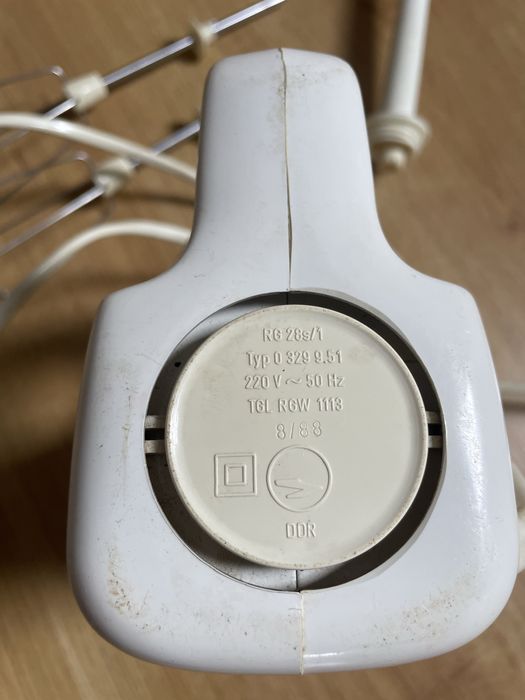 RG 28s/1
Typ 0 329 9.51
220 V ~ 50 Hz
TGL RGW 1113
8/88
DDR